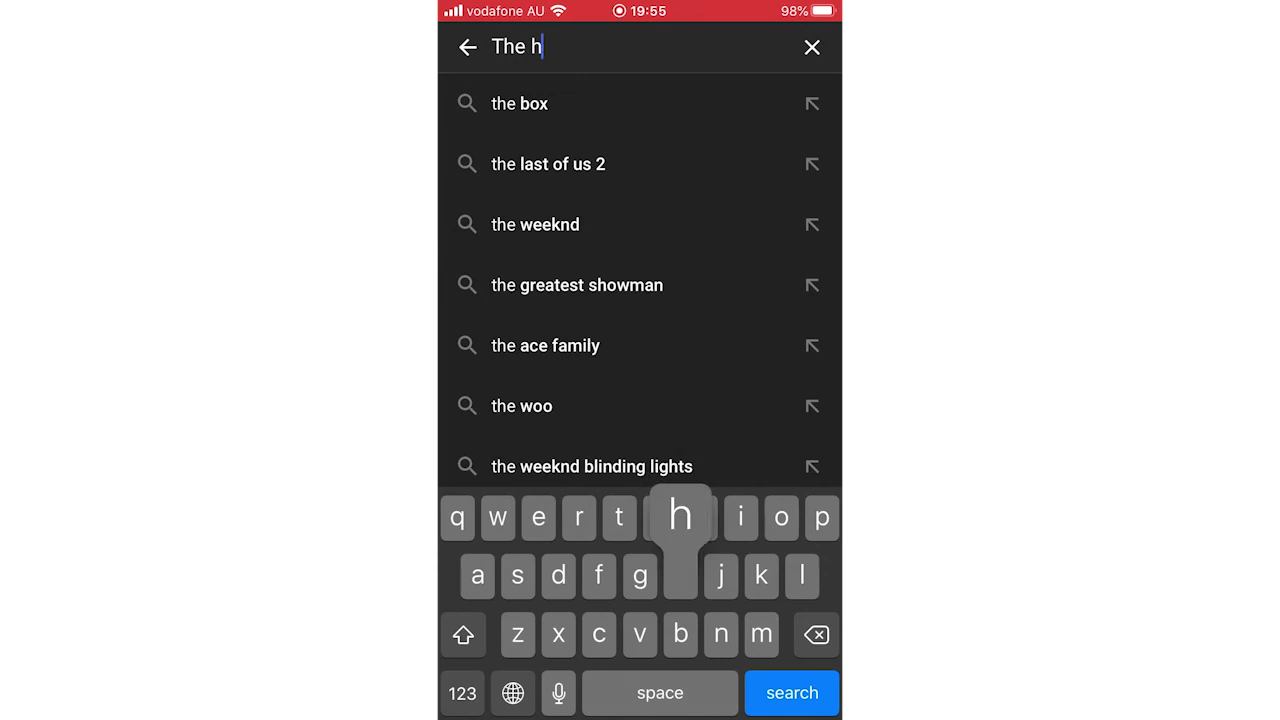 vodafone AU 19:55 98%
The h
the box
the last of us 2
the weeknd
the greatest showman
the ace family
the woo
the weeknd blinding lights
q w e r t h i o p
a s d f g j k l
z x c v b n m
123 space search